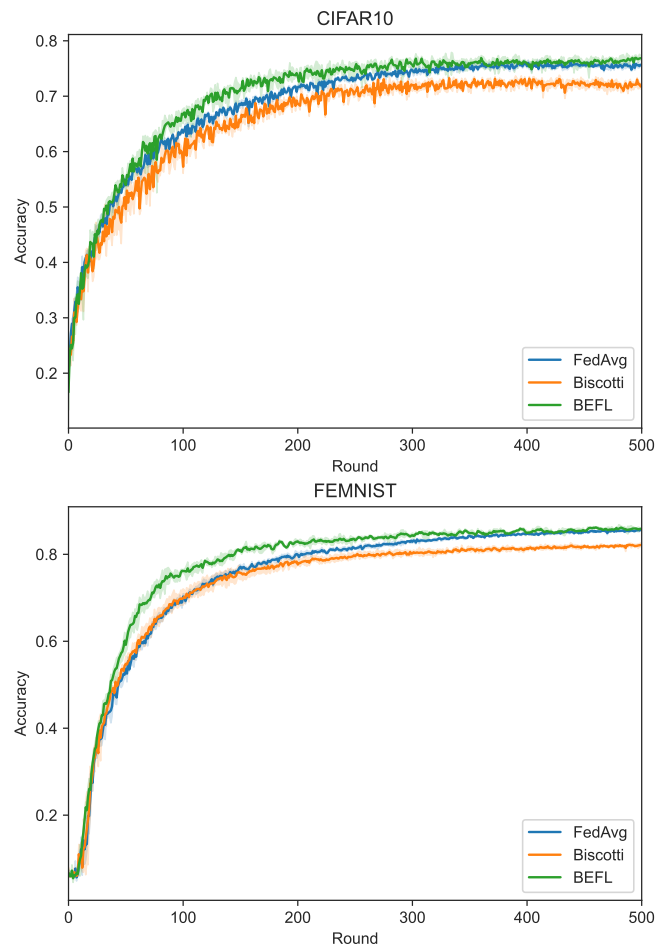 CIFAR10
0.8
0.7
0.6
0.5
0.4
0.3
0.2
Accuracy
FedAvg
Biscotti
BEFL
0 100 200 300 400 500
Round
FEMNIST
0.8
0.6
0.4
0.2
Accuracy
FedAvg
Biscotti
BEFL
0 100 200 300 400 500
Round